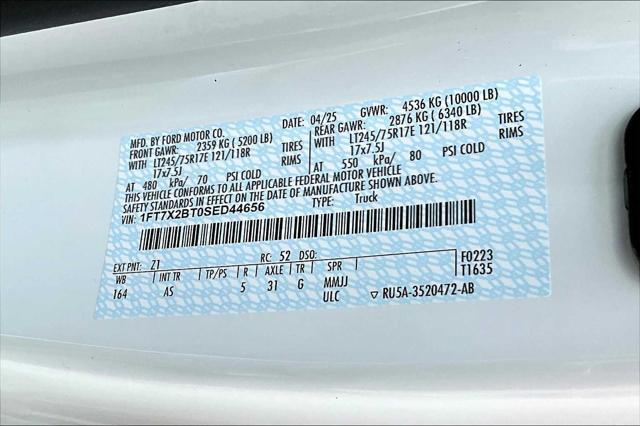 MFD. BY FORD MOTOR CO. DATE: 04/25 GVWR: 4536 KG (10000 LB)
FRONT GAWR: 2359 KG (5200 LB) REAR GAWR: 2876 KG (6340 LB)
WITH LT245/75R17E 121/118R TIRES WITH LT245/75R17E 121/118R TIRES
17x7.5J RIMS 17x7.5J RIMS
AT 480 kPa/ 70 PSI COLD AT 550 kPa/ 80 PSI COLD
THIS VEHICLE CONFORMS TO ALL APPLICABLE FEDERAL MOTOR VEHICLE
SAFETY STANDARDS IN EFFECT ON THE DATE OF MANUFACTURE SHOWN ABOVE.
VIN: 1FT7X2BT0SED44656 TYPE: Truck
EXT PNT: Z1 RC: 52 DSO: F0223
WB INT TR TP/PS R AXLE TR SPR T1635
164 AS 5 31 G MMJJ
ULC ▽ RU5A-3520472-AB